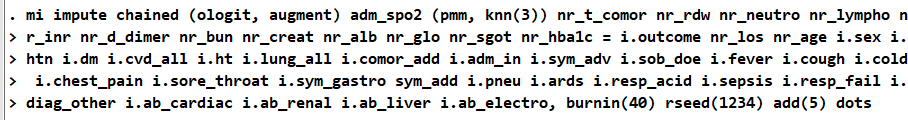 . mi impute chained (ologit, augment) adm_spo2 (pmm, knn(3)) nr_t_comor nr_rdw nr_neutro nr_lympho n
> r_inr nr_d_dimer nr_bun nr_creat nr_alb nr_glo nr_sgot nr_hba1c = i.outcome nr_los nr_age i.sex i.
> htn i.dm i.cvd_all i.ht i.lung_all i.comor_add i.adm_in i.sym_adv i.sob_doe i.fever i.cough i.cold
>  i.chest_pain i.sore_throat i.sym_gastro sym_add i.pneu i.ards i.resp_acid i.sepsis i.resp_fail i.
> diag_other i.ab_cardiac i.ab_renal i.ab_liver i.ab_electro, burnin(40) rseed(1234) add(5) dots